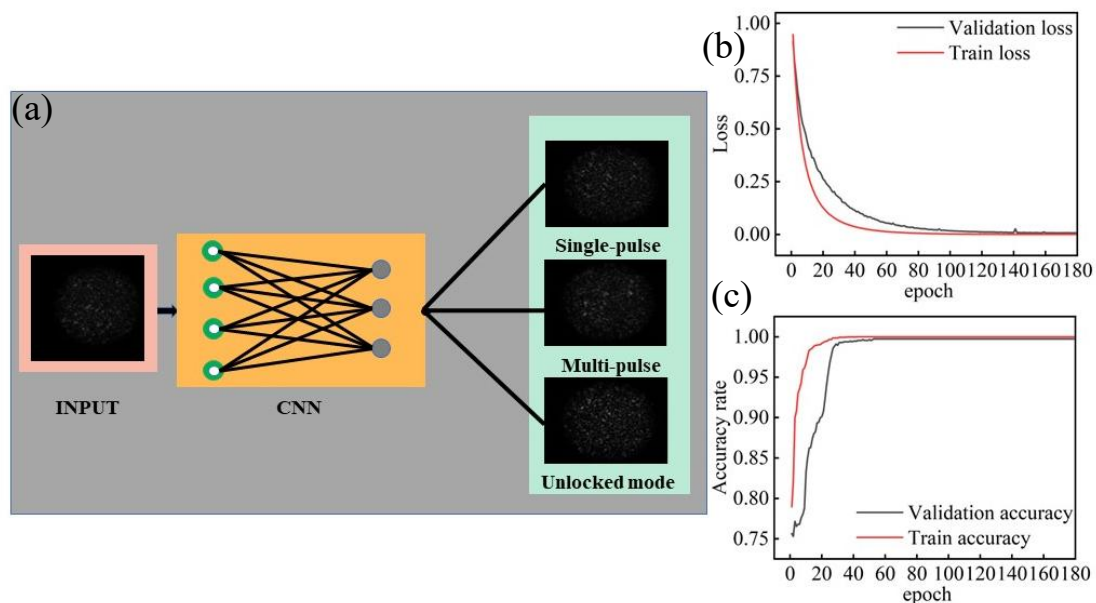 (a)
INPUT
CNN
Single-pulse
Multi-pulse
Unlocked mode
(b)
Loss
1.00
0.75
0.50
0.25
0.00
Validation loss
Train loss
0 20 40 60 80 100 120 140 160 180
epoch
(c)
Accuracy rate
1.00
0.95
0.90
0.85
0.80
0.75
Validation accuracy
Train accuracy
0 20 40 60 80 100 120 140 160 180
epoch